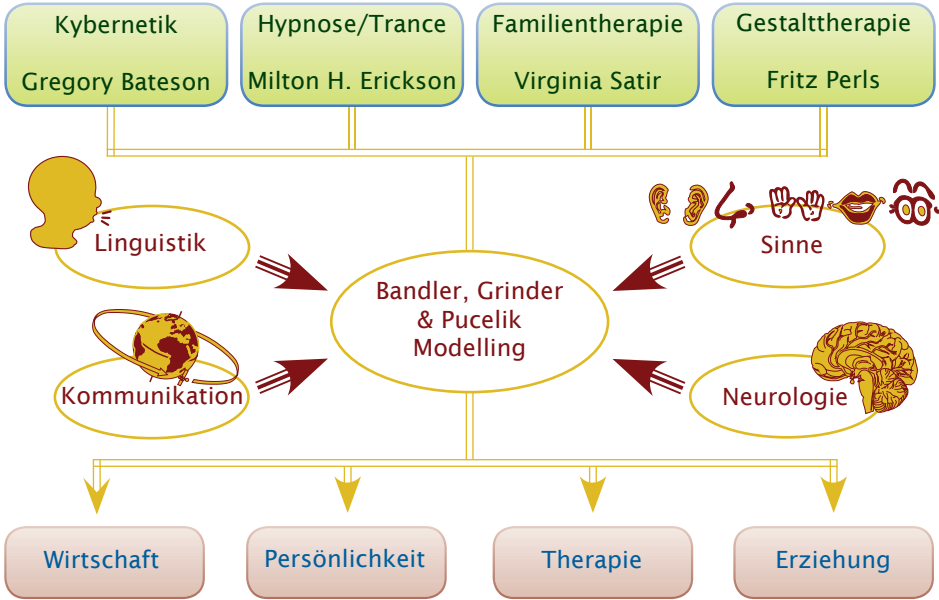 Kybernetik
Gregory Bateson
Hypnose/Trance
Milton H. Erickson
Familientherapie
Virginia Satir
Gestalttherapie
Fritz Perls
Linguistik
Sinne
Bandler, Grinder
& Pucelik
Modelling
Kommunikation
Neurologie
Wirtschaft
Persönlichkeit
Therapie
Erziehung